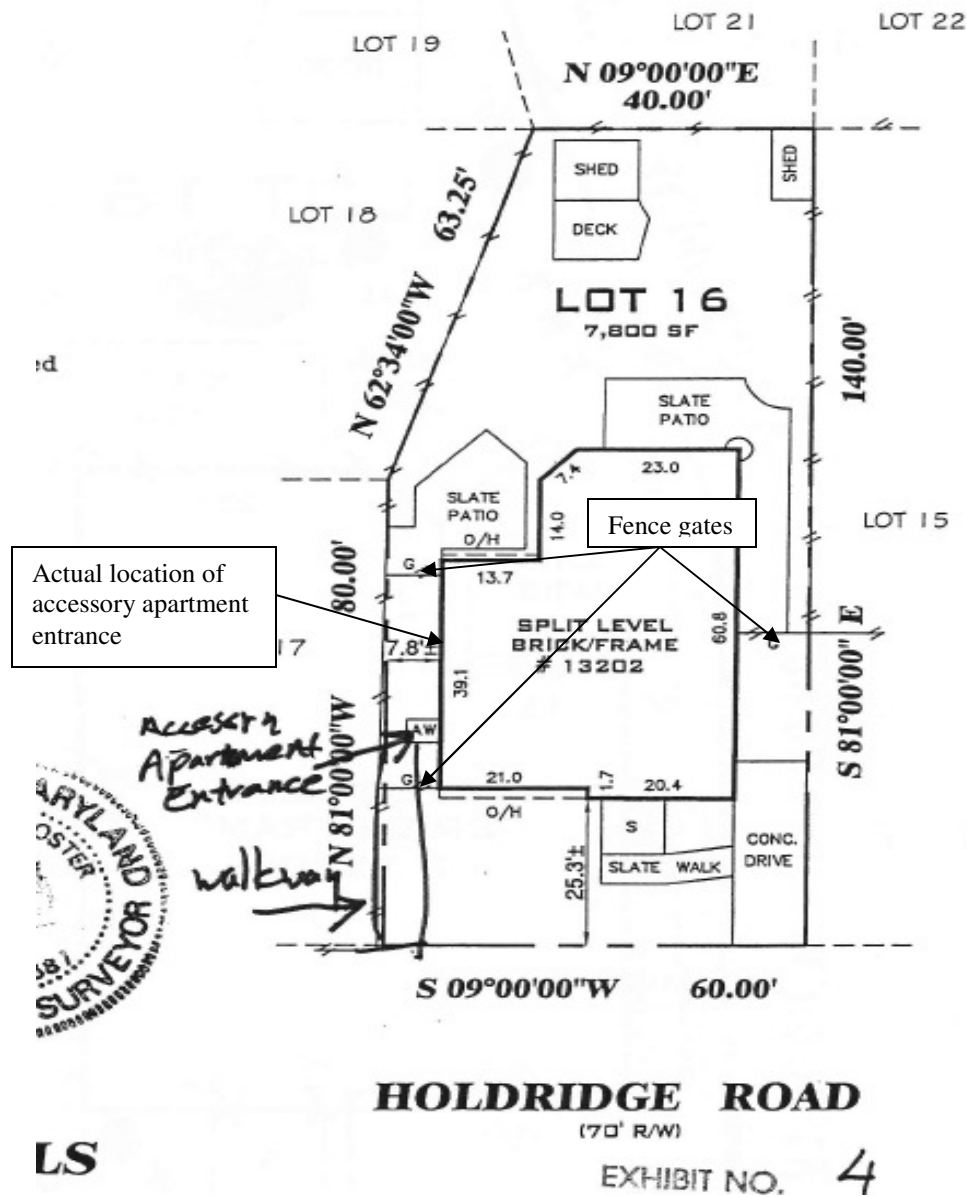 LOT 19
LOT 21
LOT 22
N 09°00'00"E
40.00'
SHED
SHED
DECK
LOT 18
63.25'
N 62°34'00"W
LOT 16
7,800 SF
140.00'
ed
SLATE
PATIO
7.4
23.0
SLATE
PATIO
O/H
14.0
Fence gates
LOT 15
G
13.7
Actual location of
accessory apartment
entrance
80.00'
SPLIT LEVEL
BRICK/FRAME
# 13202
60.8
G
17
7.8'±
39.1
S 81°00'00" E
AW
Apartment
Entrance
N 81°00'00"W
G
21.0
1.7
20.4
O/H
S
CONC.
DRIVE
SLATE WALK
25.3'±
walkway
ARYLAND
OSTER
SURVEYOR
S 09°00'00"W
60.00'
HOLDRIDGE ROAD
(70' R/W)
LS
EXHIBIT NO. 4